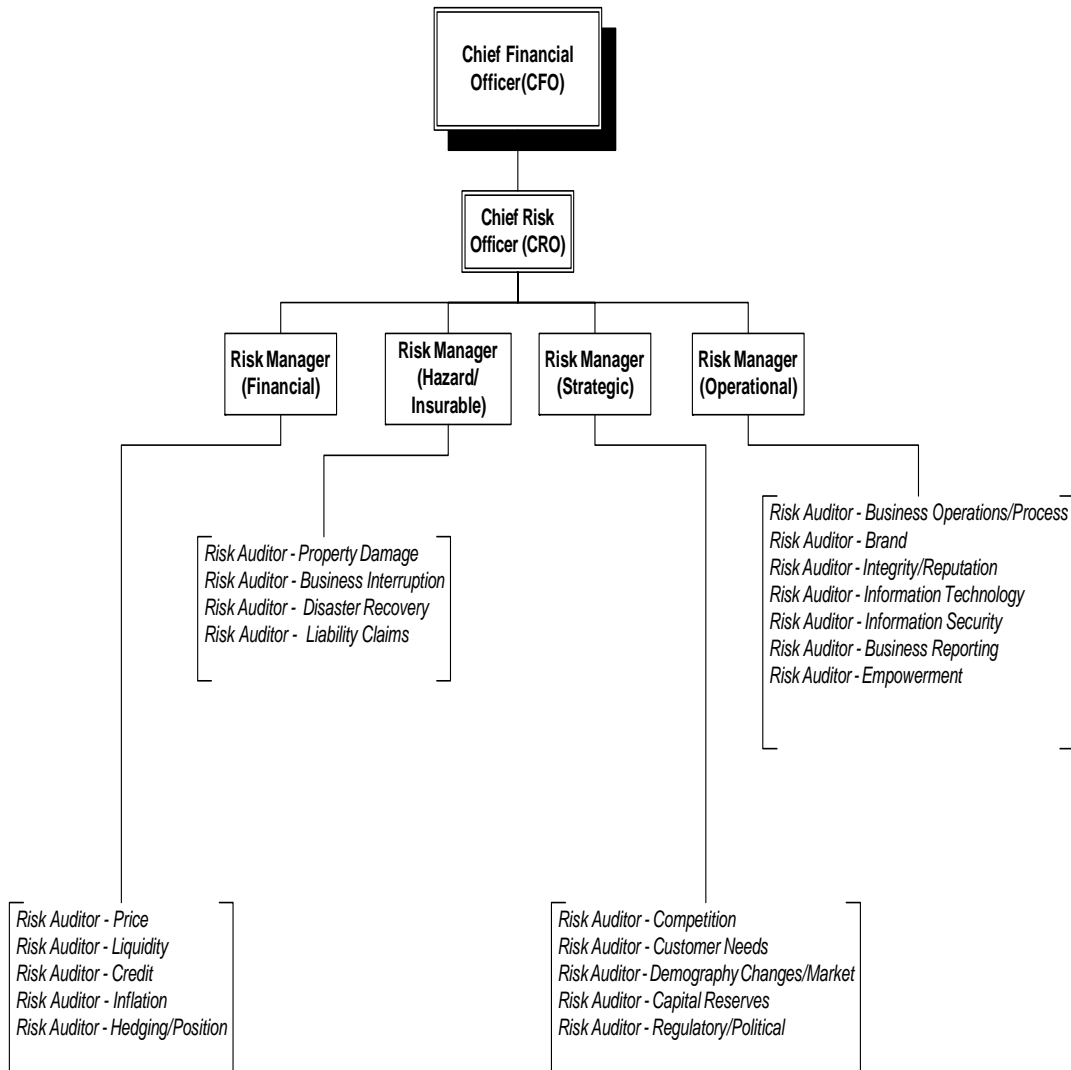 Chief Financial
Officer(CFO)
Chief Risk
Officer (CRO)
Risk Manager
(Financial)
Risk Manager
(Hazard/
Insurable)
Risk Manager
(Strategic)
Risk Manager
(Operational)
Risk Auditor - Property Damage
Risk Auditor - Business Interruption
Risk Auditor - Disaster Recovery
Risk Auditor - Liability Claims
Risk Auditor - Business Operations/Process
Risk Auditor - Brand
Risk Auditor - Integrity/Reputation
Risk Auditor - Information Technology
Risk Auditor - Information Security
Risk Auditor - Business Reporting
Risk Auditor - Empowerment
Risk Auditor - Price
Risk Auditor - Liquidity
Risk Auditor - Credit
Risk Auditor - Inflation
Risk Auditor - Hedging/Position
Risk Auditor - Competition
Risk Auditor - Customer Needs
Risk Auditor - Demography Changes/Market
Risk Auditor - Capital Reserves
Risk Auditor - Regulatory/Political